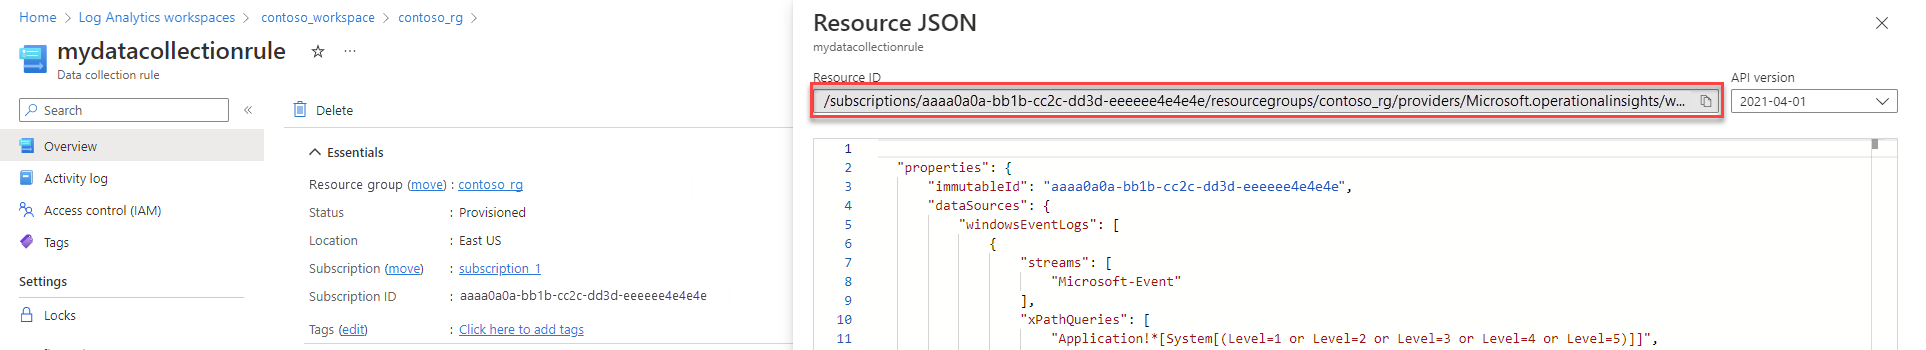 Home > Log Analytics workspaces > contoso_workspace > contoso_rg >
mydatacollectionrule
Data collection rule
Search
Overview
Activity log
Access control (IAM)
Tags
Settings
Locks
Delete
Essentials
Resource group (move) : contoso_rg
Status : Provisioned
Location : East US
Subscription (move) : subscription_1
Subscription ID : aaaa0a0a-bb1b-cc2c-dd3d-eeeeee4e4e4e
Tags (edit) : Click here to add tags
Resource JSON
mydatacollectionrule
Resource ID
/subscriptions/aaaa0a0a-bb1b-cc2c-dd3d-eeeeee4e4e4e/resourcegroups/contoso_rg/providers/Microsoft.operationalinsights/w...
API version
2021-04-01
1
2 "properties": {
3 "immutableId": "aaaa0a0a-bb1b-cc2c-dd3d-eeeeee4e4e4e",
4 "dataSources": {
5 "windowsEventLogs": [
6 {
7 "streams": [
8 "Microsoft-Event"
9 ],
10 "xPathQueries": [
11 "Application!*[System[(Level=1 or Level=2 or Level=3 or Level=4 or Level=5)]]",